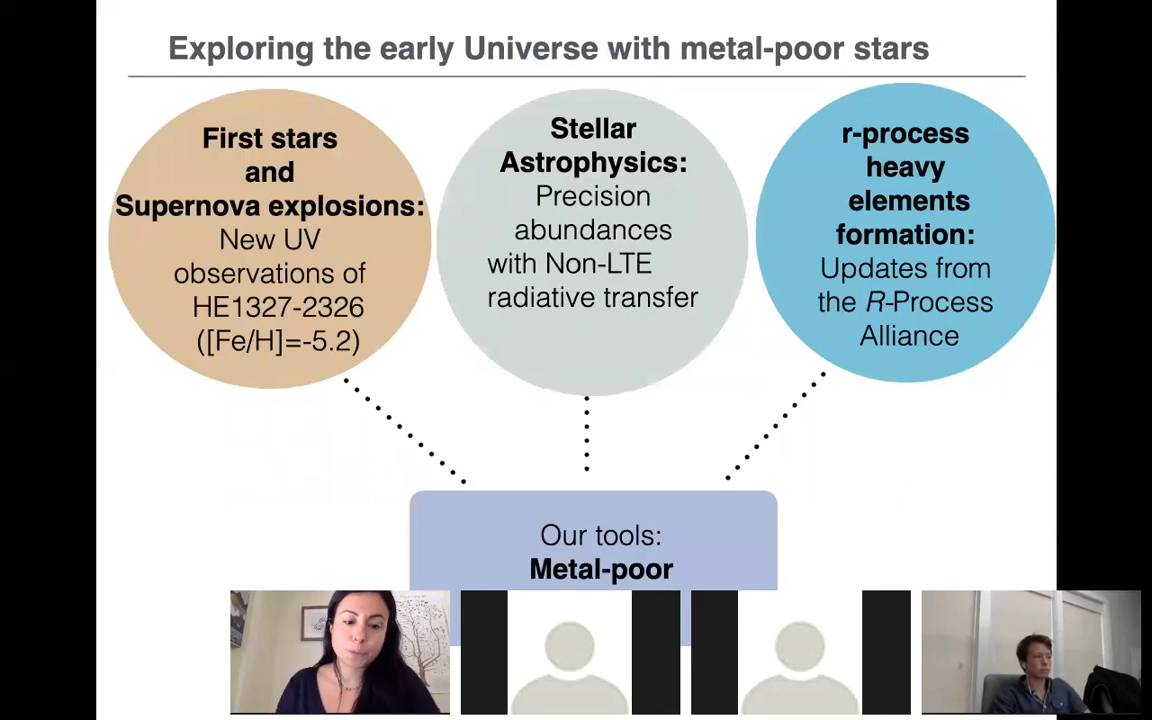 Exploring the early Universe with metal-poor stars
First stars
and
Supernova explosions:
New UV
observations of
HE1327-2326
([Fe/H]=-5.2)
Stellar
Astrophysics:
Precision
abundances
with Non-LTE
radiative transfer
r-process
heavy
elements
formation:
Updates from
the R-Process
Alliance
Our tools:
Metal-poor